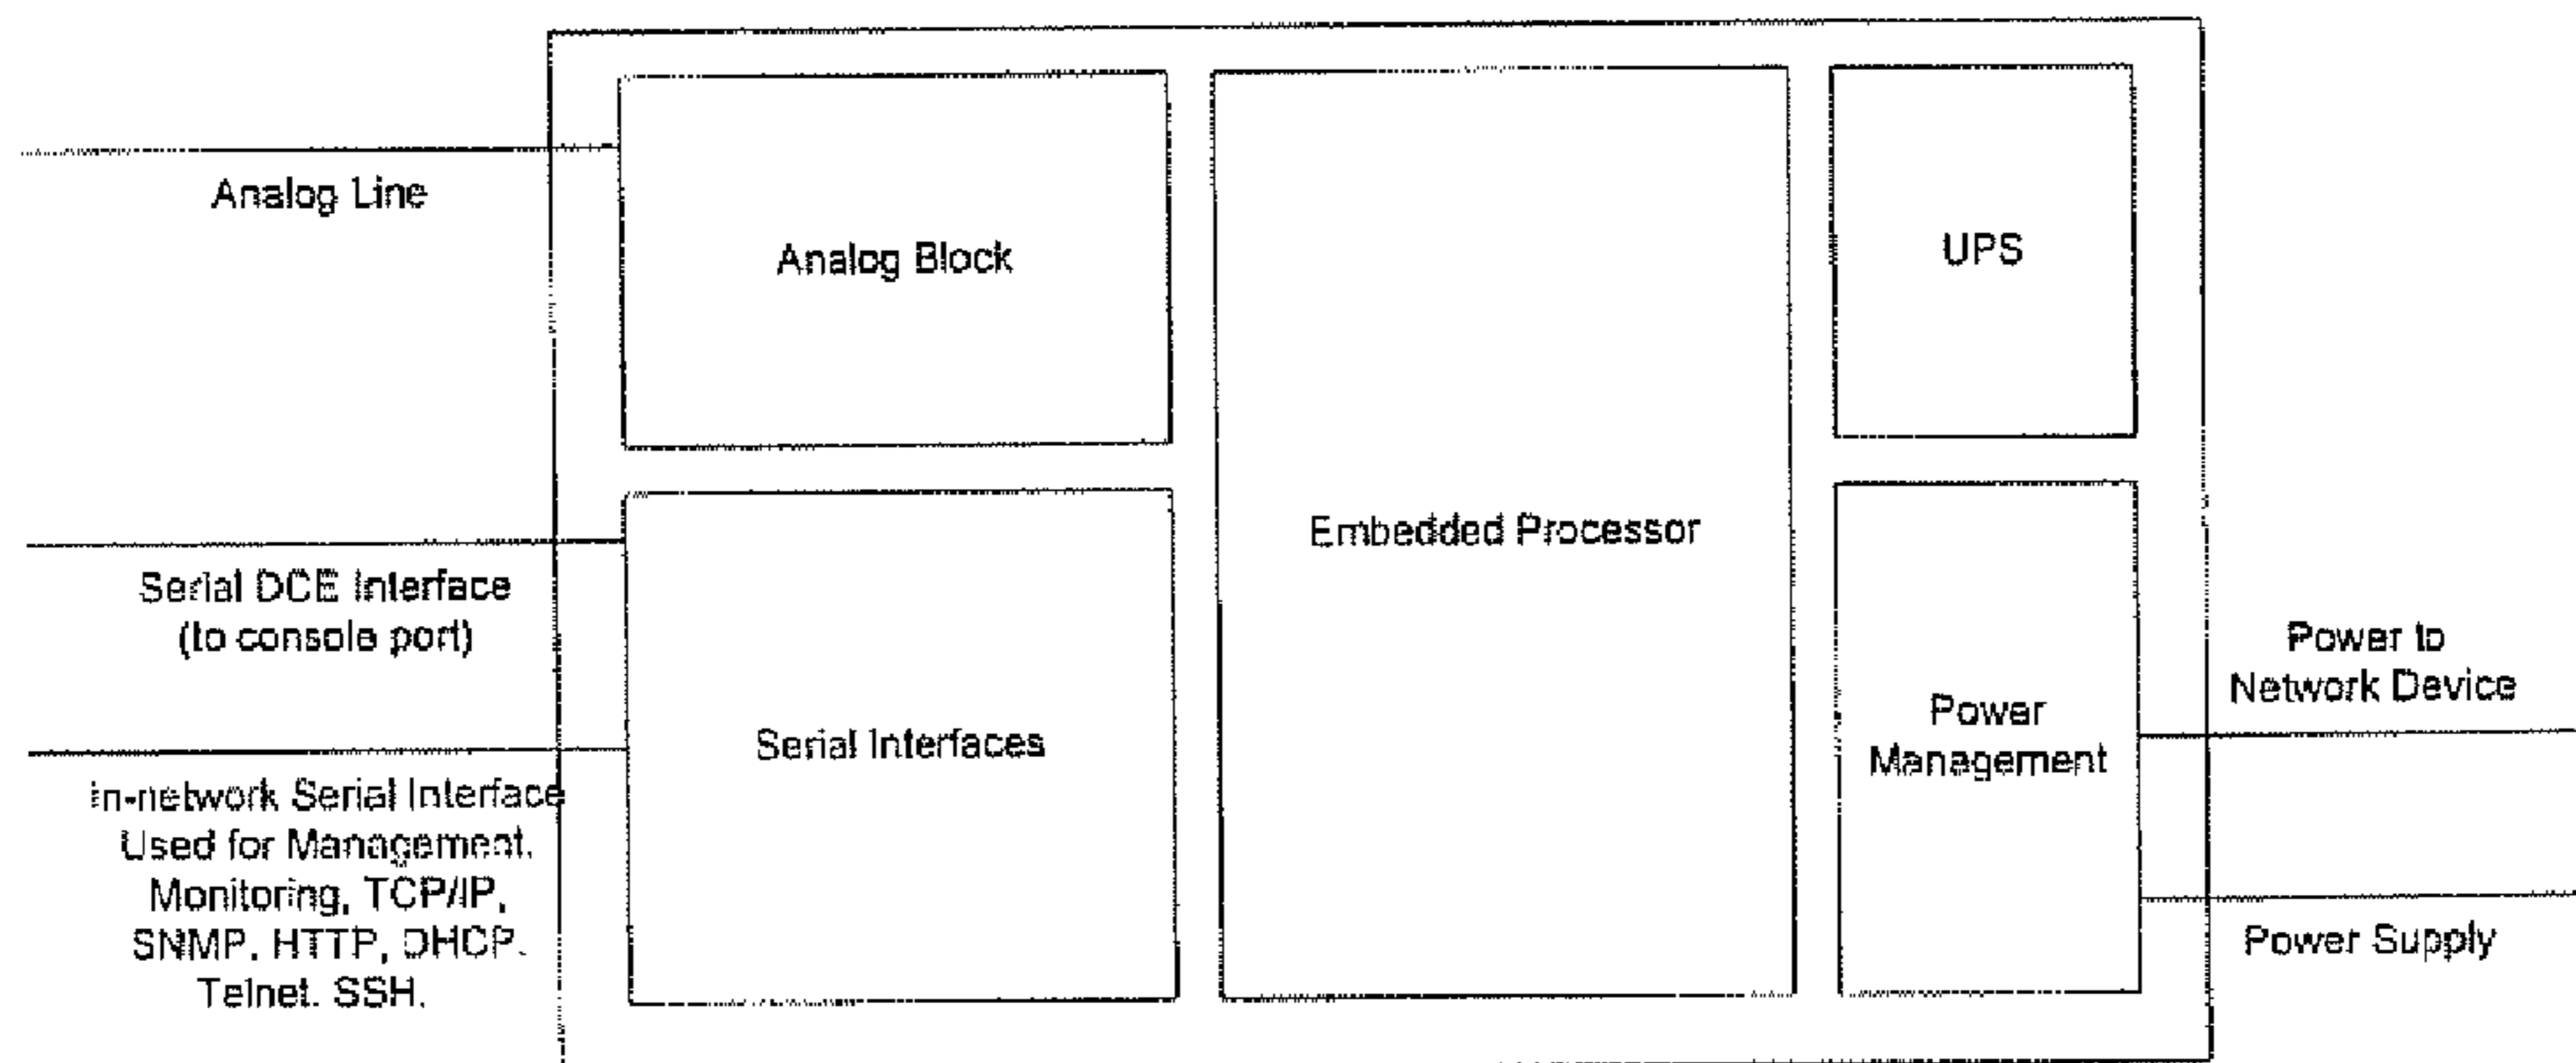 Analog Line
Analog Block
UPS
Embedded Processor
Serial DCE Interface
(to console port)
Serial Interfaces
Power
Management
Power to
Network Device
Power Supply
in-network Serial Interface
Used for Management.
Monitoring, TCP/IP,
SNMP, HTTP, DHCP.
Telnet. SSH.